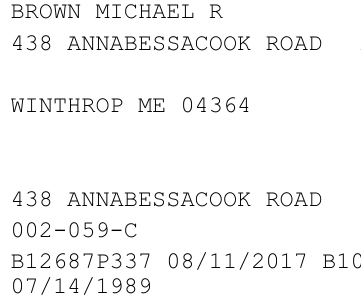 BROWN MICHAEL R
438 ANNABESSACOOK ROAD
WINTHROP ME 04364
438 ANNABESSACOOK ROAD
002-059-C
B12687P337 08/11/2017 B10
07/14/1989